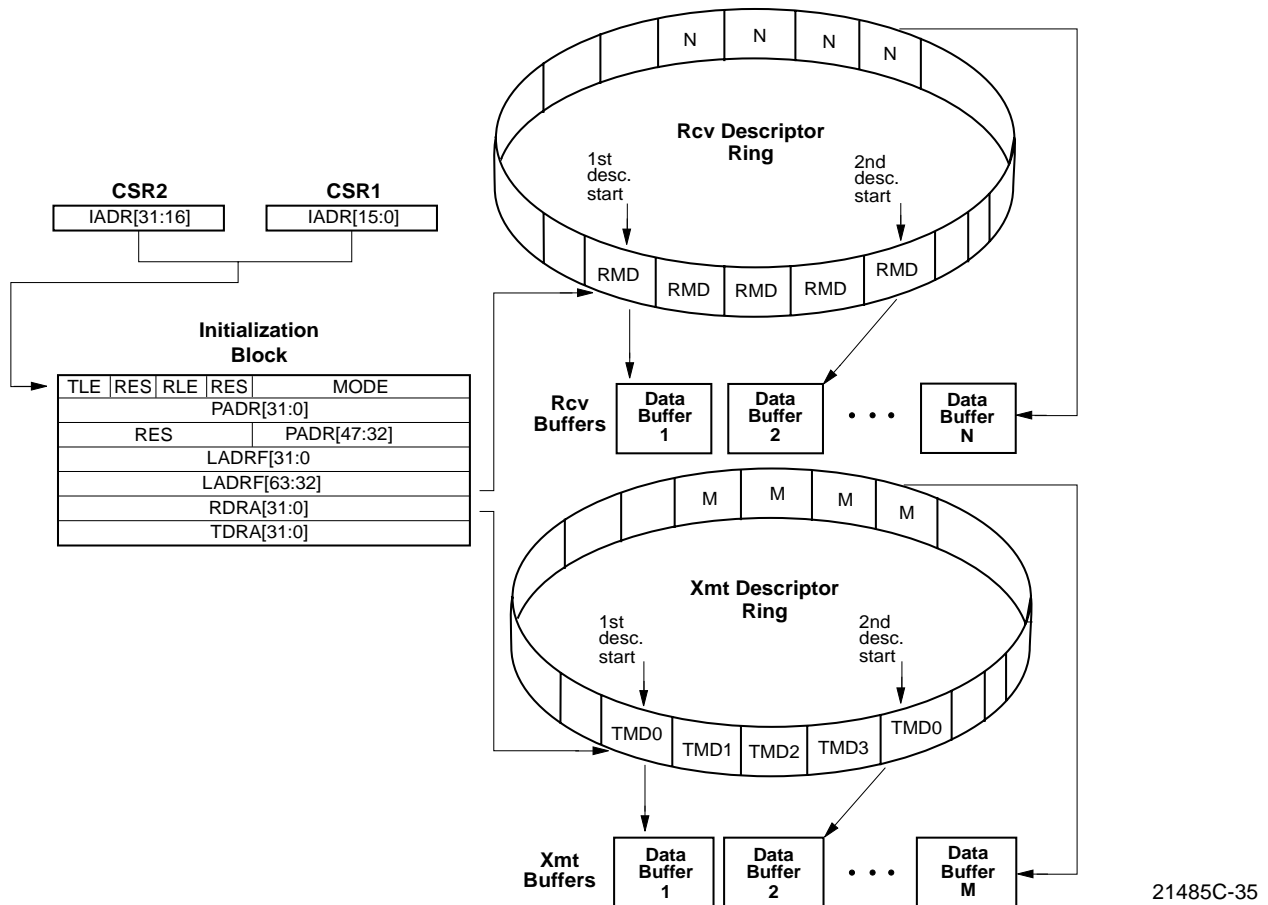 N N N N
Rcv Descriptor
Ring
1st
desc.
start
2nd
desc.
start
RMD RMD RMD RMD RMD
CSR2
IADR[31:16]
CSR1
IADR[15:0]
Initialization
Block
TLE RES RLE RES MODE
PADR[31:0]
RES PADR[47:32]
LADRF[31:0
LADRF[63:32]
RDRA[31:0]
TDRA[31:0]
Rcv
Buffers
Data
Buffer
1
Data
Buffer
2
• • •
Data
Buffer
N
M M M M
Xmt Descriptor
Ring
1st
desc.
start
2nd
desc.
start
TMD0 TMD1 TMD2 TMD3 TMD0
Xmt
Buffers
Data
Buffer
1
Data
Buffer
2
• • •
Data
Buffer
M
21485C-35